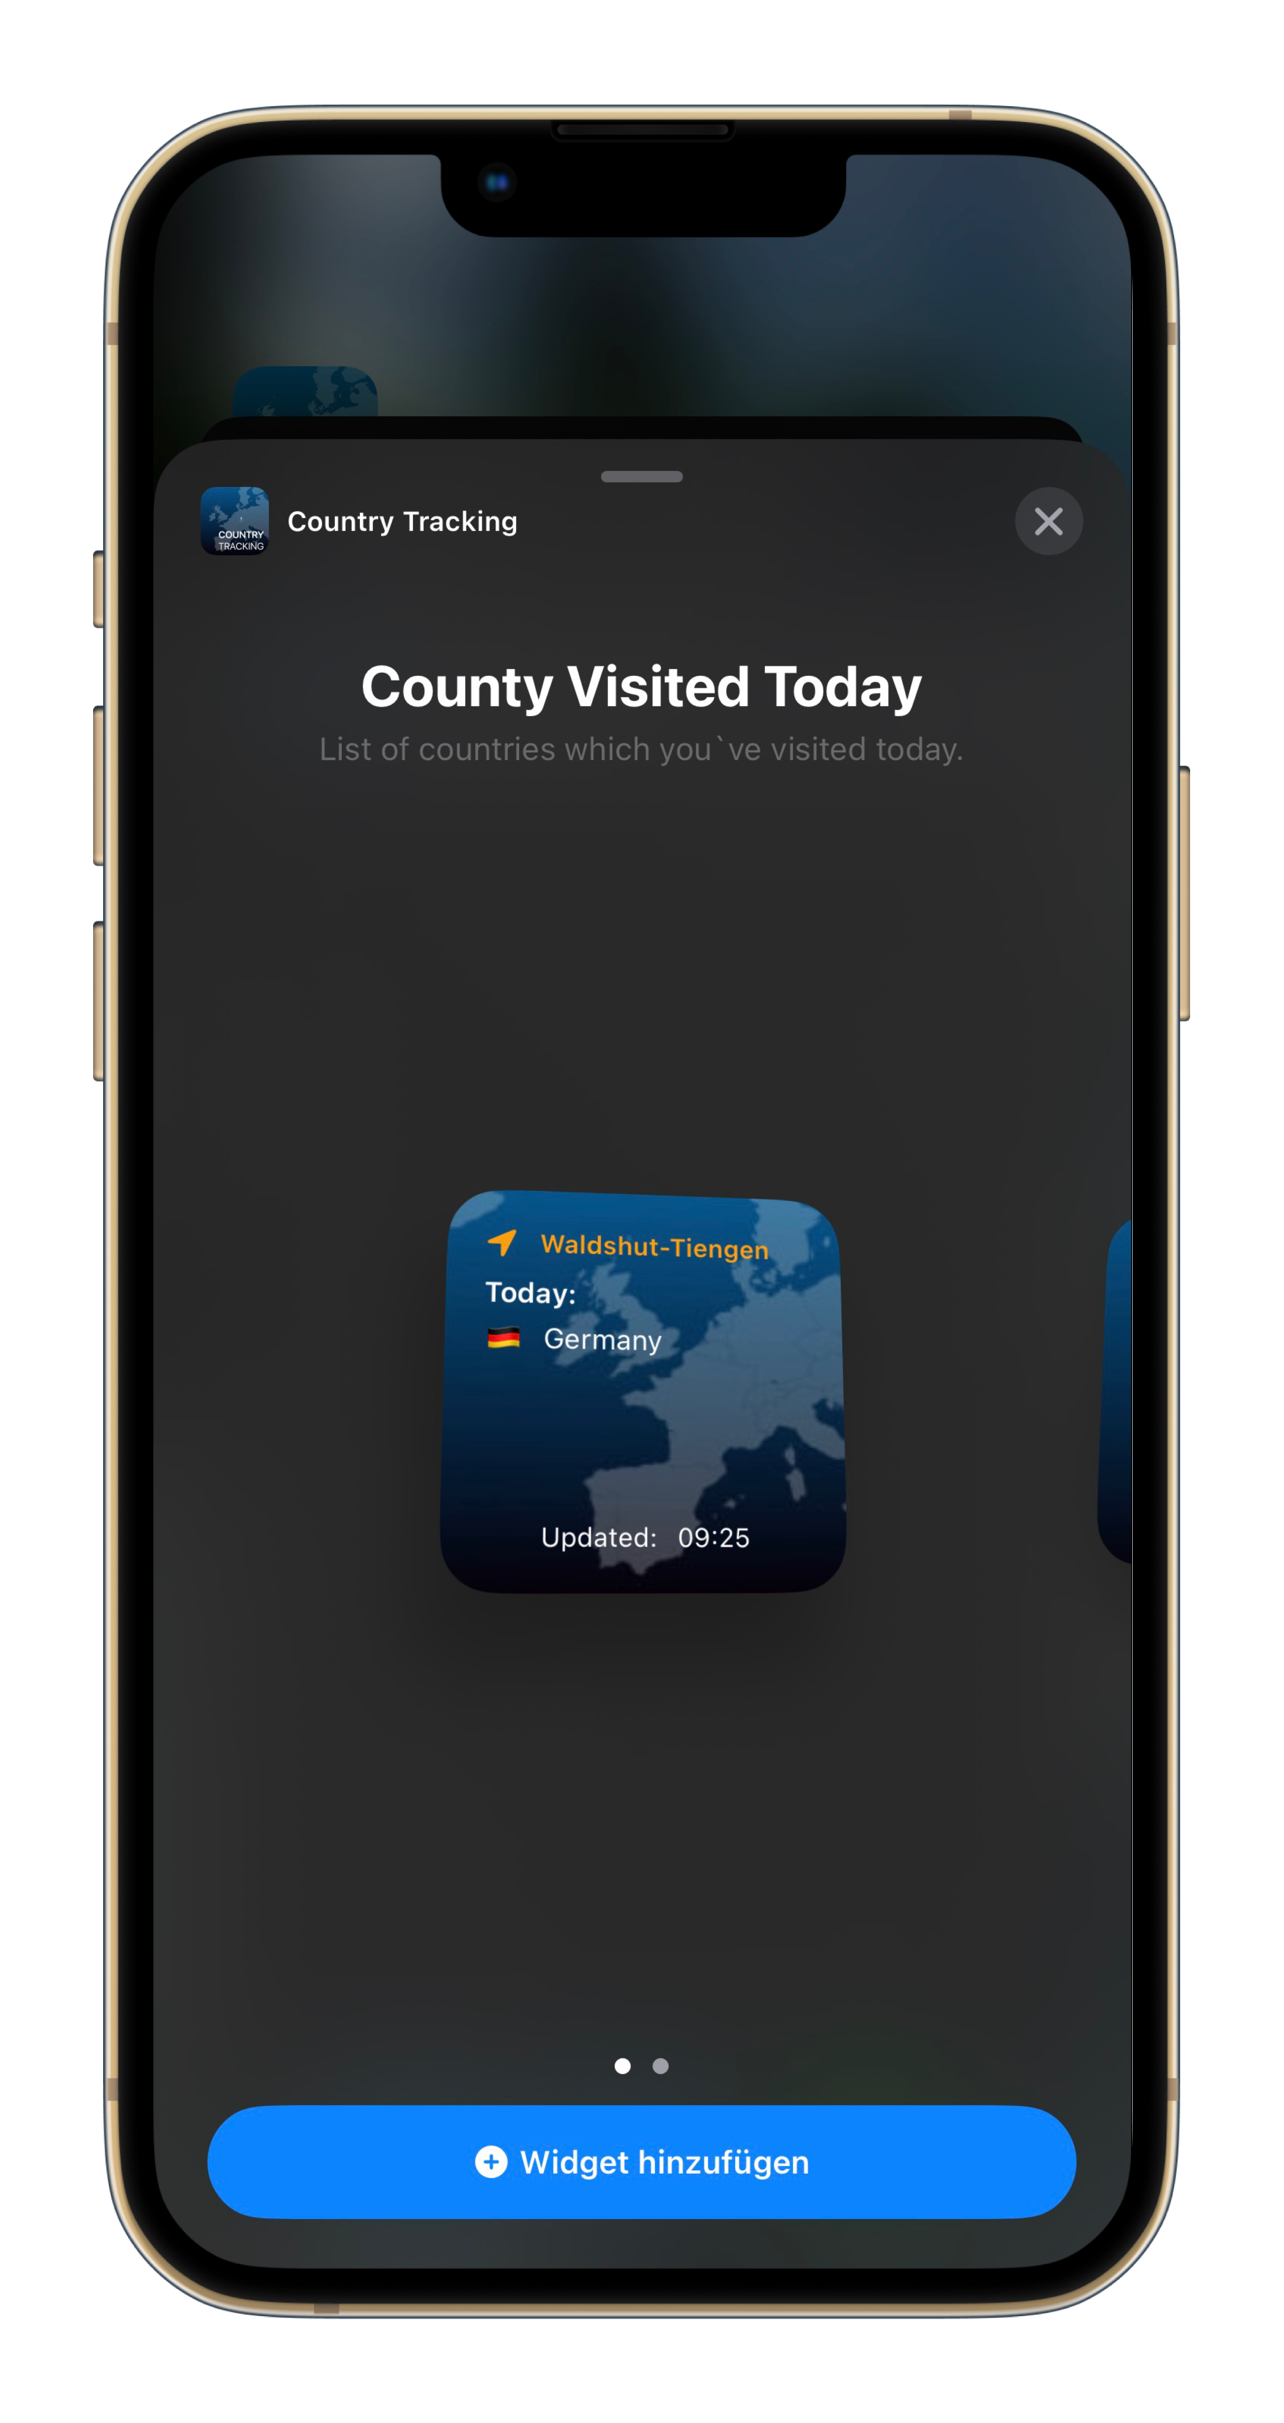 COUNTRY
TRACKING
Country Tracking
County Visited Today
List of countries which you`ve visited today.
Waldshut-Tiengen
Today:
Germany
Updated: 09:25
Widget hinzufügen